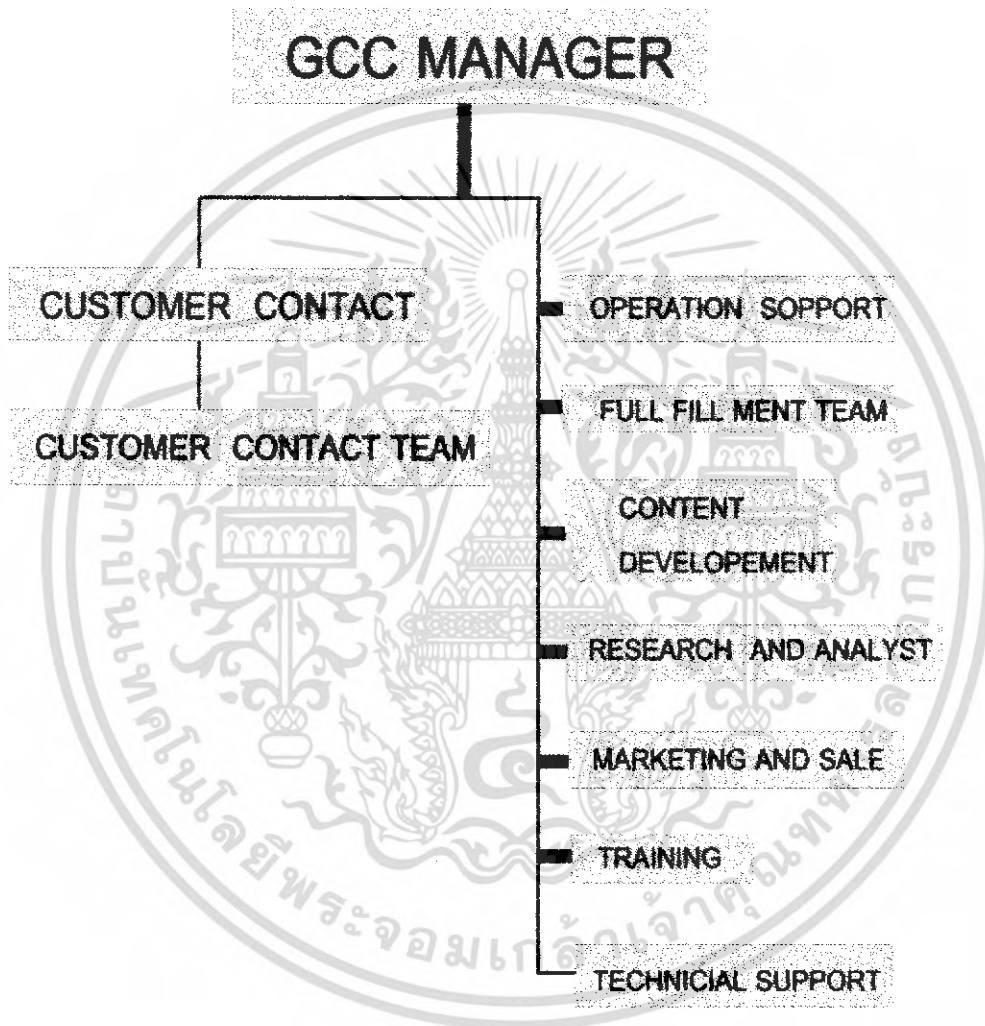 GCC MANAGER
CUSTOMER CONTACT
CUSTOMER CONTACT TEAM
OPERATION SOPPORT
FULL FILL MENT TEAM
CONTENT
DEVELOPEMENT
RESEARCH AND ANALYST
MARKETING AND SALE
TRAINING
TECHNICIAL SUPPORT